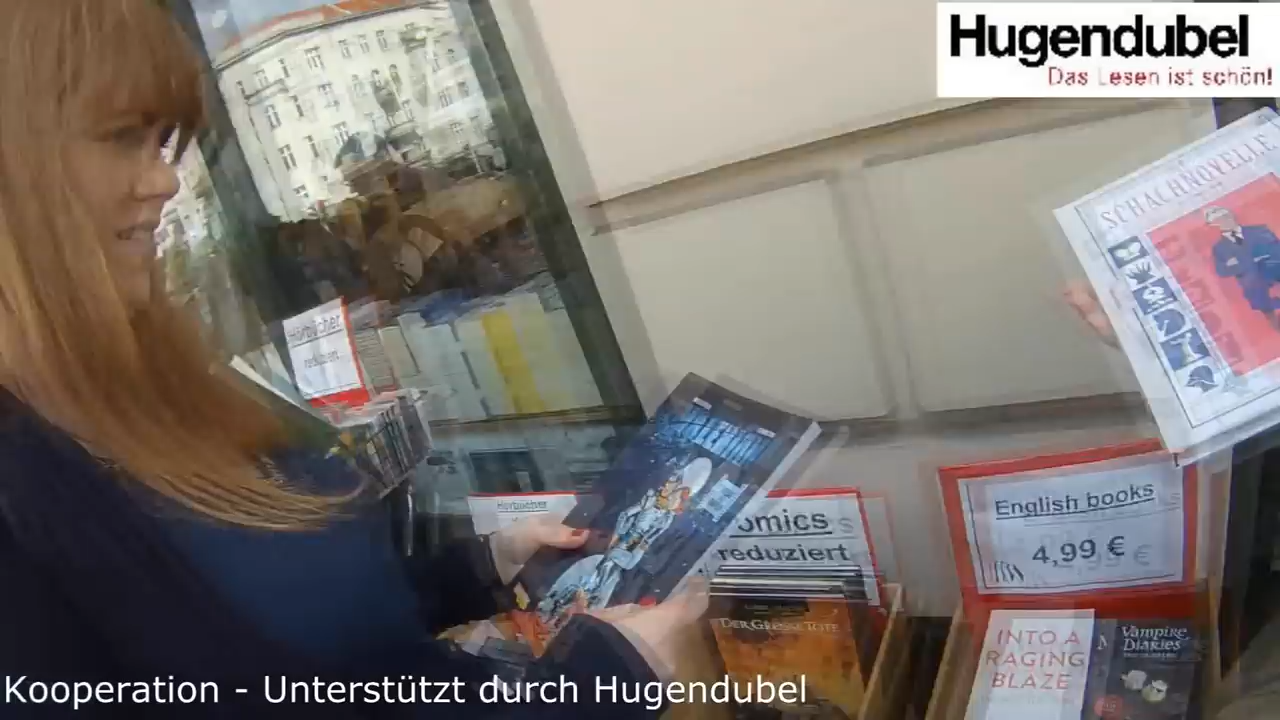 Hugendubel
Das Lesen ist schön!
SCHACHNOVELLE
Hörbücher
reduziert
Hörbücher
omics
reduziert
English books
4,99 €
DER GROSSE TOTE
INTO A
RAGING
BLAZE
Vampire
Diaries
Kooperation - Unterstützt durch Hugendubel